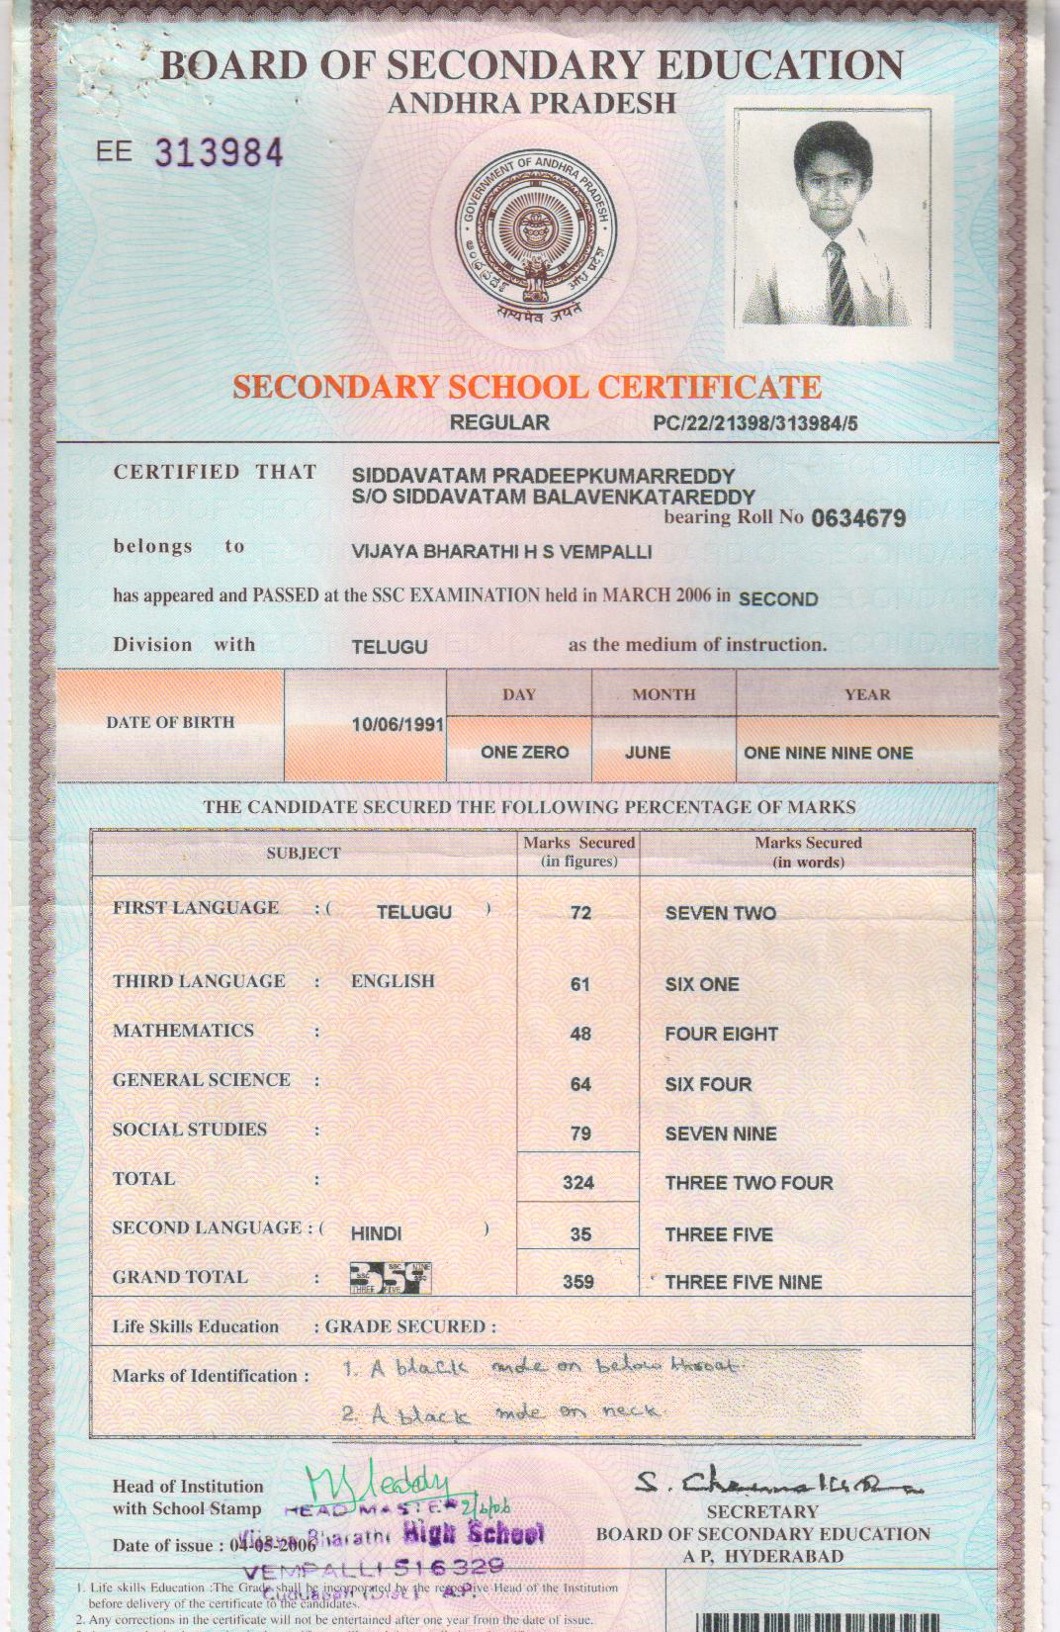 BOARD OF SECONDARY EDUCATION
ANDHRA PRADESH
EE 313984
GOVERNMENT OF ANDHRA PRADESH
सत्यमेव जयते
SECONDARY SCHOOL CERTIFICATE
REGULAR PC/22/21398/313984/5
CERTIFIED THAT SIDDAVATAM PRADEEPKUMARREDDY
S/O SIDDAVATAM BALAVENKATAREDDY
bearing Roll No 0634679
belongs to VIJAYA BHARATHI H S VEMPALLI
has appeared and PASSED at the SSC EXAMINATION held in MARCH 2006 in SECOND
Division with TELUGU as the medium of instruction.
DAY MONTH YEAR
DATE OF BIRTH 10/06/1991
ONE ZERO JUNE ONE NINE NINE ONE
THE CANDIDATE SECURED THE FOLLOWING PERCENTAGE OF MARKS
SUBJECT Marks Secured (in figures) Marks Secured (in words)
FIRST LANGUAGE : ( TELUGU ) 72 SEVEN TWO
THIRD LANGUAGE : ENGLISH 61 SIX ONE
MATHEMATICS : 48 FOUR EIGHT
GENERAL SCIENCE : 64 SIX FOUR
SOCIAL STUDIES : 79 SEVEN NINE
TOTAL : 324 THREE TWO FOUR
SECOND LANGUAGE : ( HINDI ) 35 THREE FIVE
GRAND TOTAL : 359 359 THREE FIVE NINE
Life Skills Education : GRADE SECURED :
Marks of Identification : 1. A black mole on below throat.
2. A black mole on neck.
Head of Institution
with School Stamp HEAD MASTER 2/6/06
SECRETARY
Date of issue : 04-05-2006 Vijaya Bharathi High School
BOARD OF SECONDARY EDUCATION
A P, HYDERABAD
VEMPALLI-516329
Cuddapah (Dist) A.P.
1. Life skills Education :The Grade shall be incorporated by the respective Head of the Institution
before delivery of the certificate to the candidates.
2. Any corrections in the certificate will not be entertained after one year from the date of issue.